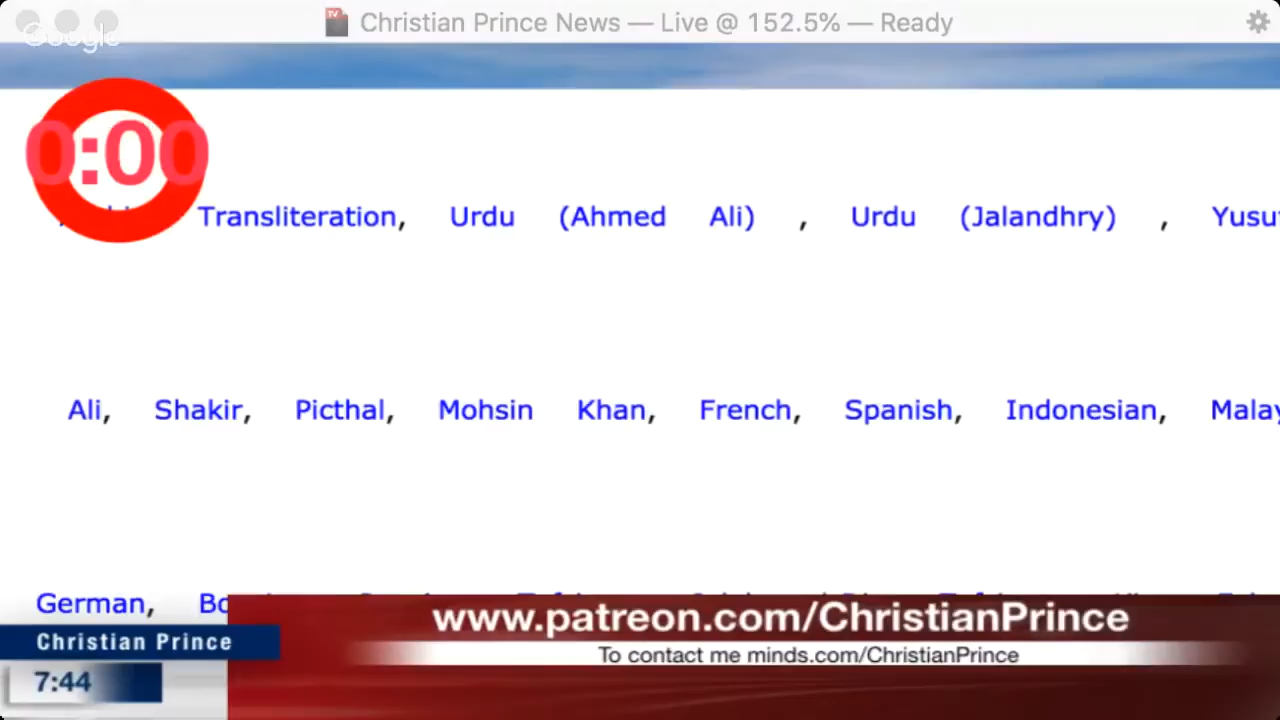 Christian Prince News — Live @ 152.5% — Ready
Google
0:00
Transliteration, Urdu (Ahmed Ali) , Urdu (Jalandhry) ,
Ali, Shakir, Picthal, Mohsin Khan, French, Spanish, Indonesian,
German,
www.patreon.com/ChristianPrince
Christian Prince
To contact me minds.com/ChristianPrince
7:44